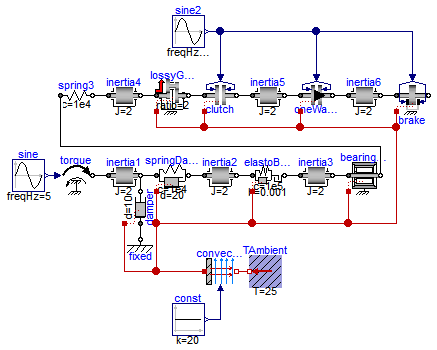 sine2
freqHz...
spring3
c=1e4
inertia4
J=2
lossyG...
ratio=2
clutch
inertia5
J=2
oneWa...
inertia6
J=2
brake
sine
freqHz=5
torque
inertia1
J=2
springDa...
d=20
inertia2
J=2
elastoB...
c=1e5
b=0.001
inertia3
J=2
bearing...
d=10
damper
fixed
convec...
TAmbient
T=25
const
k=20